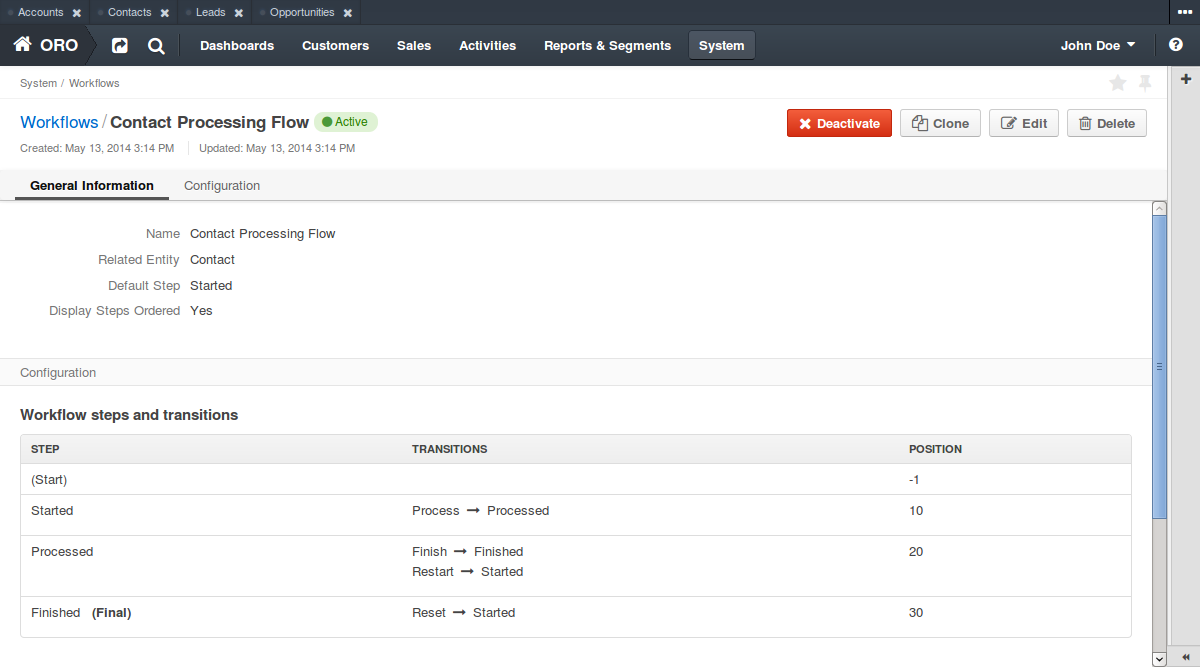 Accounts Contacts Leads Opportunities
ORO Dashboards Customers Sales Activities Reports & Segments System John Doe
System / Workflows
Workflows / Contact Processing Flow Active
Deactivate Clone Edit Delete
Created: May 13, 2014 3:14 PM Updated: May 13, 2014 3:14 PM
General Information Configuration
Name Contact Processing Flow
Related Entity Contact
Default Step Started
Display Steps Ordered Yes
Configuration
Workflow steps and transitions
STEP TRANSITIONS POSITION
(Start) -1
Started Process → Processed 10
Processed Finish → Finished 20
Restart → Started
Finished (Final) Reset → Started 30